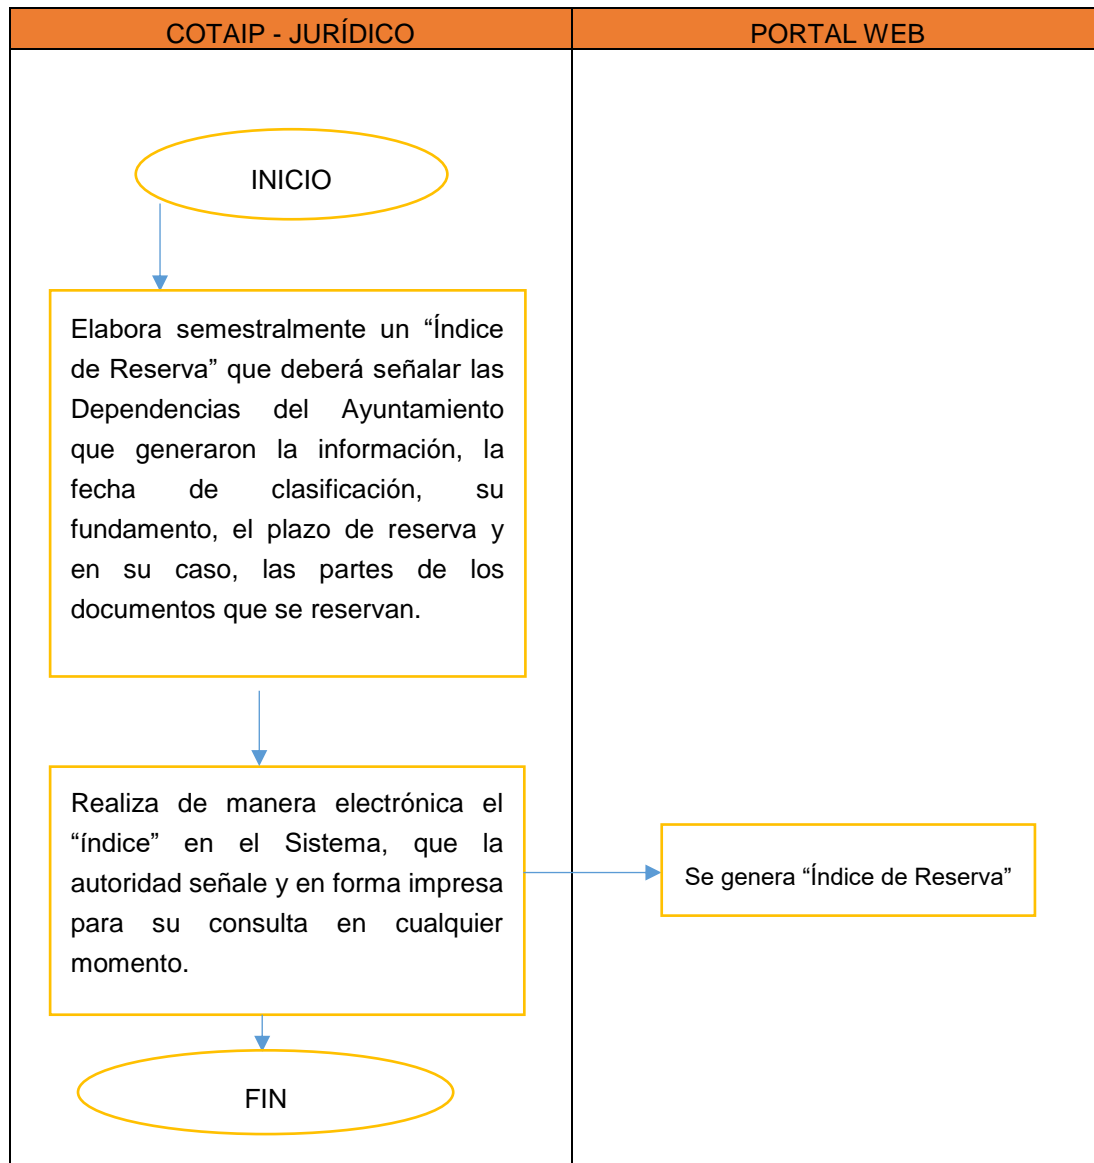 COTAIP - JURÍDICO
PORTAL WEB
INICIO
Elabora semestralmente un “Índice
de Reserva” que deberá señalar las
Dependencias del Ayuntamiento
que generaron la información, la
fecha de clasificación, su
fundamento, el plazo de reserva y
en su caso, las partes de los
documentos que se reservan.
Realiza de manera electrónica el
“índice” en el Sistema, que la
autoridad señale y en forma impresa
para su consulta en cualquier
momento.
Se genera “Índice de Reserva”
FIN